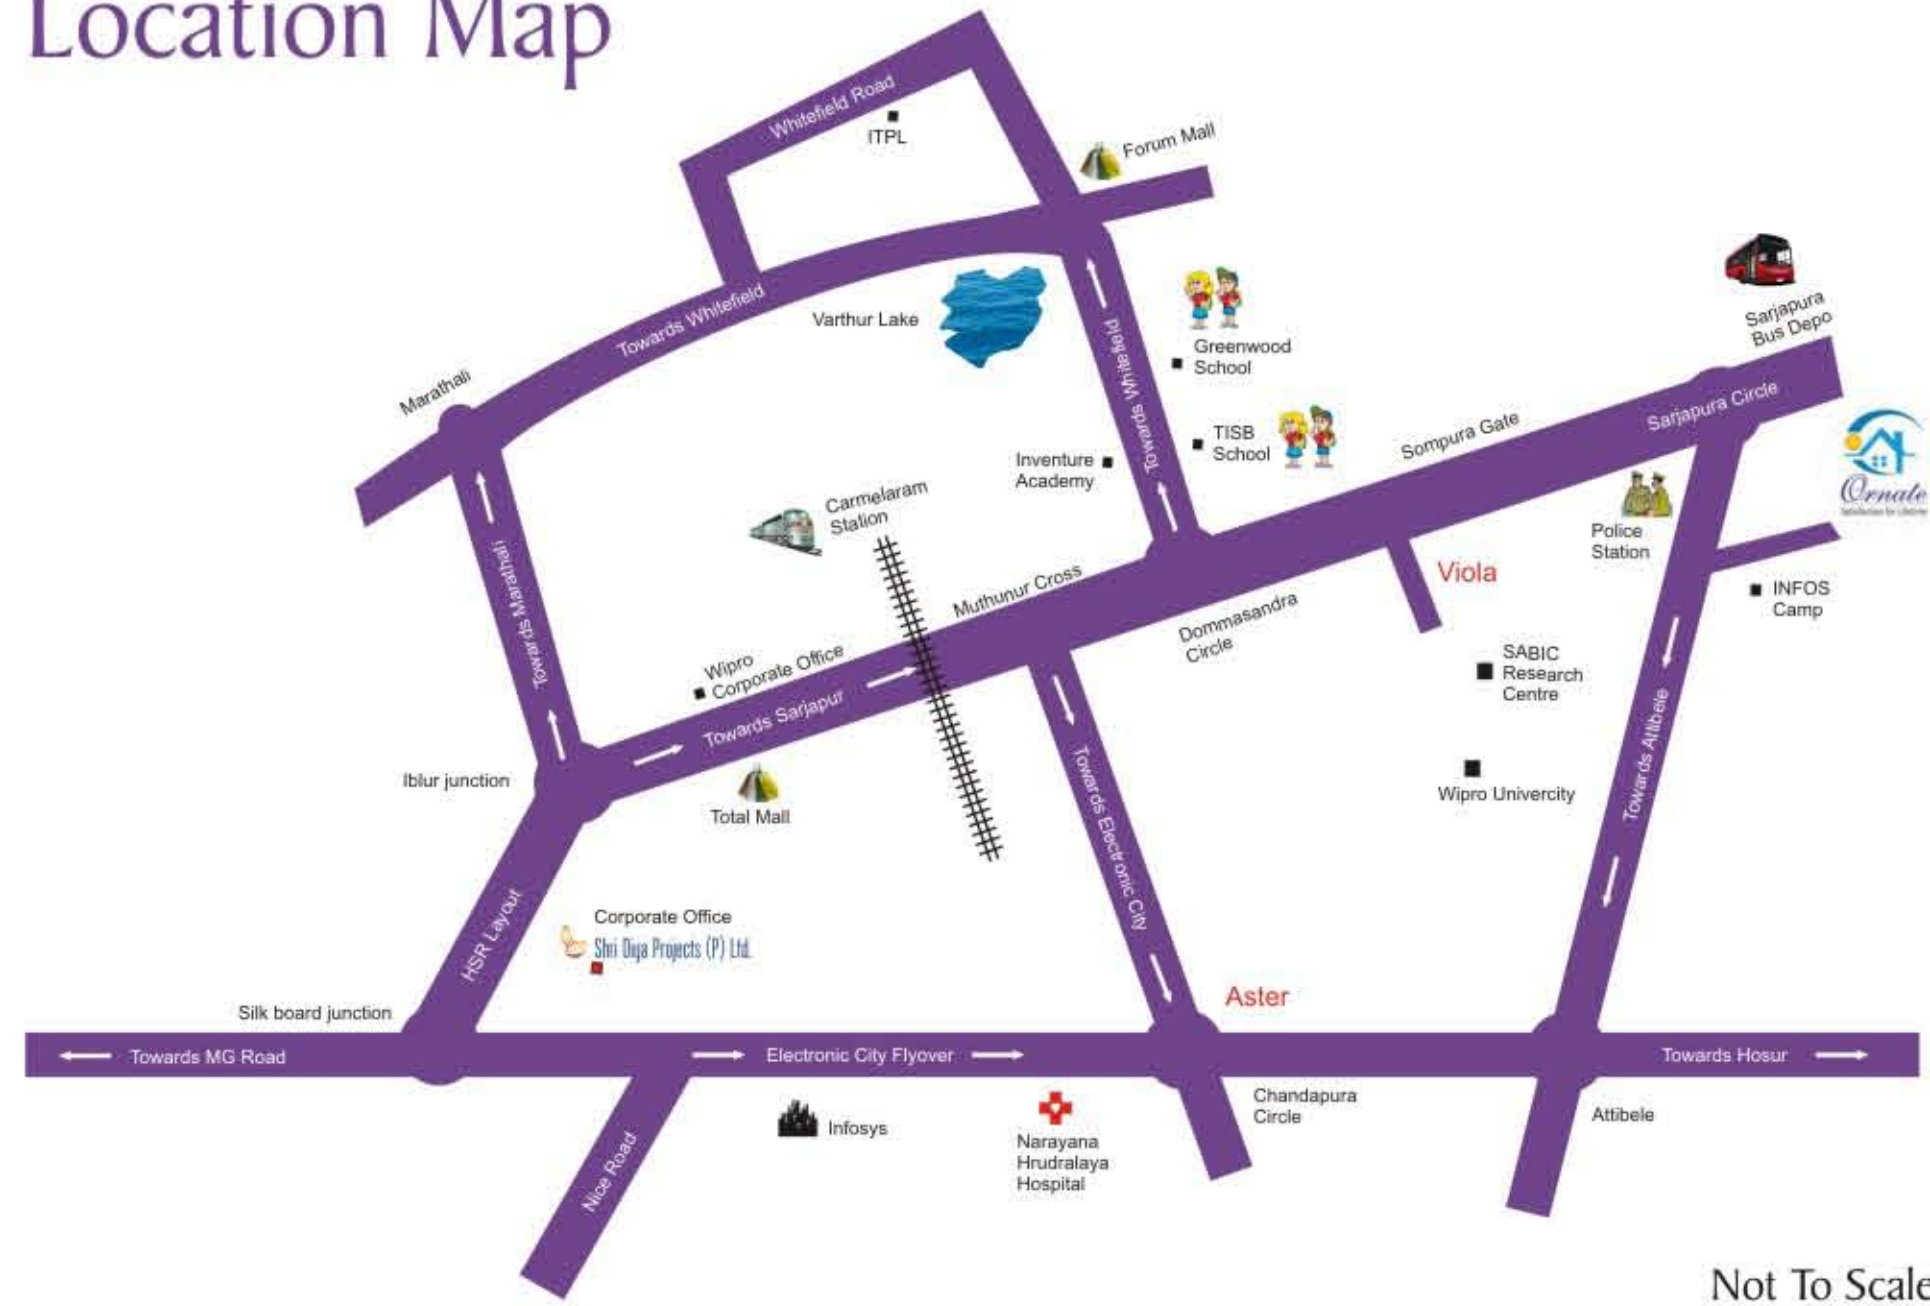 Location Map
Whitefield Road
ITPL
Forum Mall
Towards Whitefield
Varthur Lake
Marathali
Towards Whitefield
Greenwood
School
TISB
School
Inventure
Academy
Sarjapura
Bus Depo
Sarjapura Circle
Sompura Gate
Ornate
Police
Station
INFOS
Camp
Carmelaram
Station
Towards Marathali
Muthunur Cross
Viola
Dommasandra
Circle
Wipro
Corporate Office
Towards Sarjapur
SABIC
Research
Centre
Iblur junction
Total Mall
Towards Electronic City
Wipro Univercity
Towards Attibele
HSR Layout
Corporate Office
Shri Diya Projects (P) Ltd.
Aster
Silk board junction
Towards MG Road
Electronic City Flyover
Towards Hosur
Nice Road
Infosys
Narayana
Hrudralaya
Hospital
Chandapura
Circle
Attibele
Not To Scale